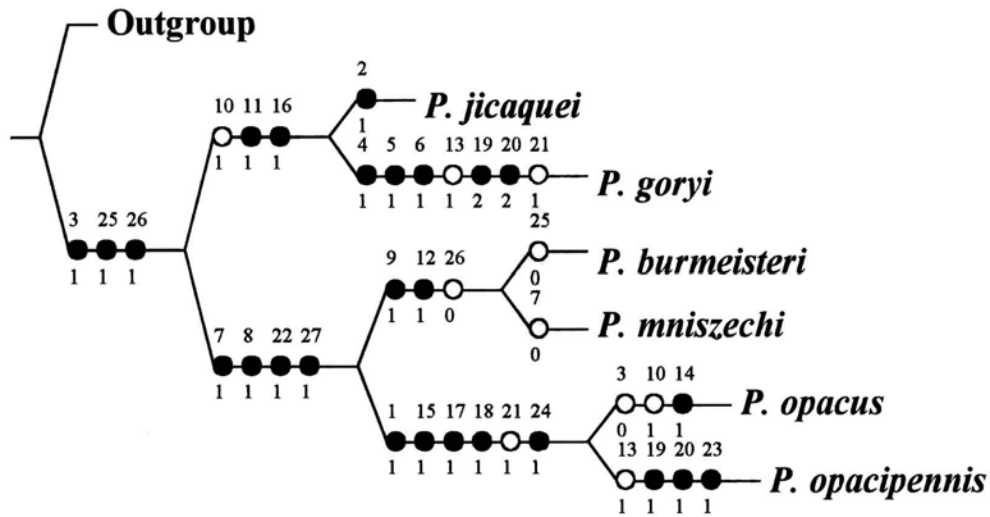 Outgroup
2
P. jicaquei
1
10 11 16
1 1 1
4 5 6 13 19 20 21
P. goryi
1 1 1 1 2 2 1
3 25 26
1 1 1
25
P. burmeisteri
0
9 12 26
1 1 0
7
P. mniszechi
0
7 8 22 27
1 1 1 1
3 10 14
P. opacus
0 1 1
1 15 17 18 21 24
1 1 1 1 1 1
13 19 20 23
P. opacipennis
1 1 1 1